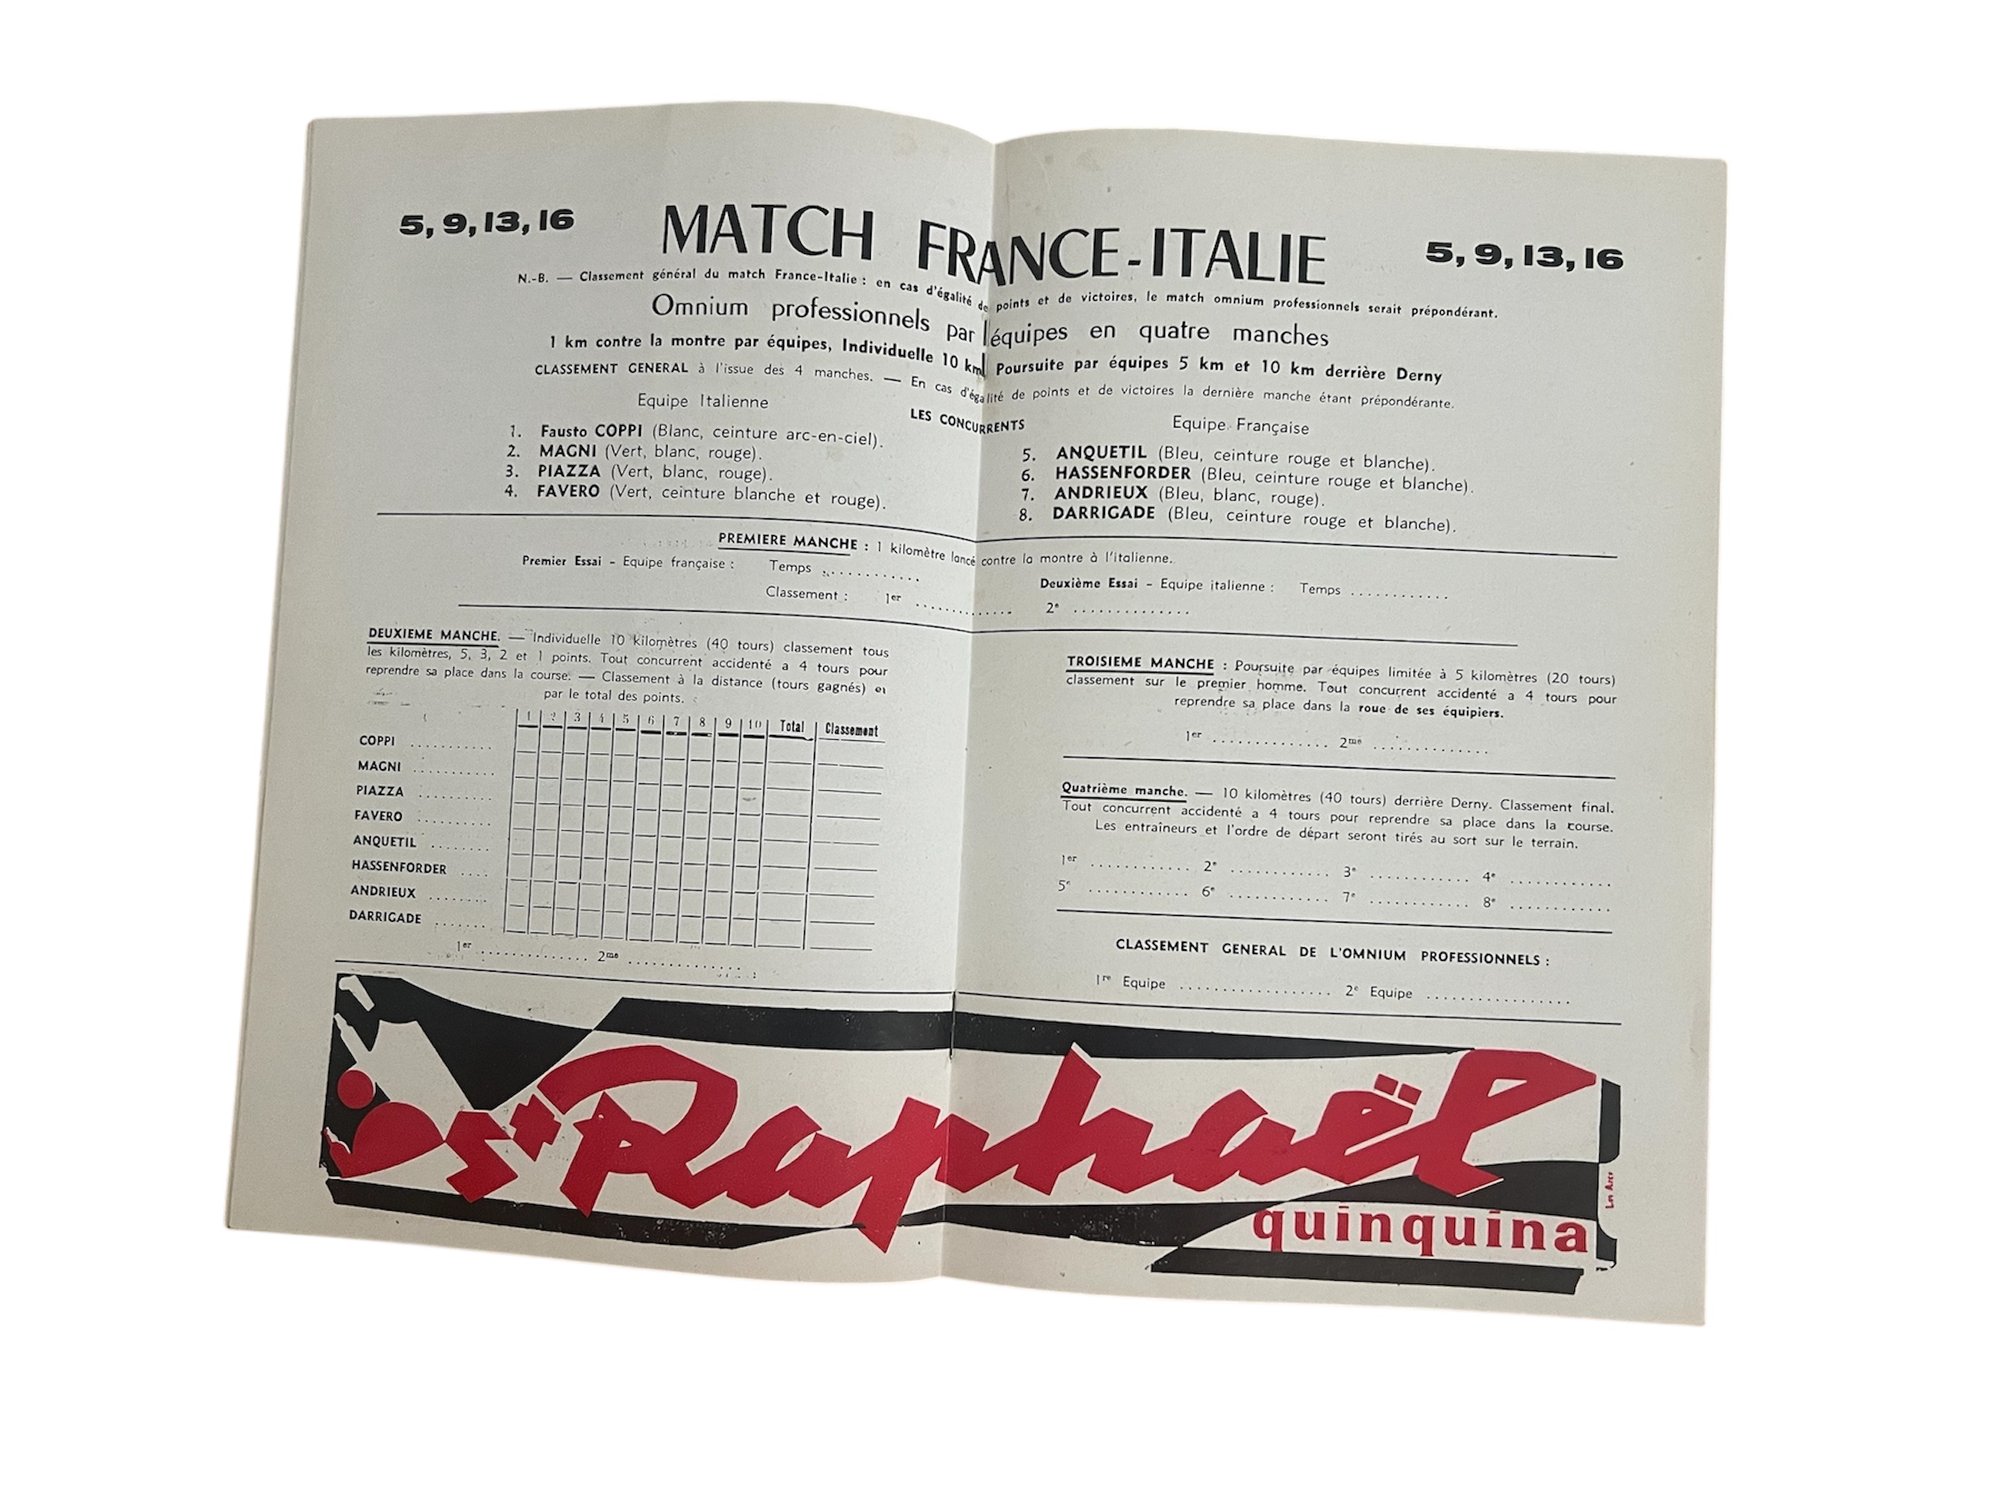 5, 9, 13, 16
MATCH FRANCE-ITALIE
5, 9, 13, 16
N.-B. — Classement général du match France-Italie : en cas d'égalité de points et de victoires, le match omnium professionnels serait prépondérant.
Omnium professionnels par équipes en quatre manches
1 km contre la montre par équipes, Individuelle 10 km, Poursuite par équipes 5 km et 10 km derrière Derny
CLASSEMENT GENERAL à l'issue des 4 manches. — En cas d'égalité de points et de victoires la dernière manche étant prépondérante.
LES CONCURRENTS
Equipe Italienne
1. Fausto COPPI (Blanc, ceinture arc-en-ciel).
2. MAGNI (Vert, blanc, rouge).
3. PIAZZA (Vert, blanc, rouge).
4. FAVERO (Vert, ceinture blanche et rouge).
Equipe Française
5. ANQUETIL (Bleu, ceinture rouge et blanche).
6. HASSENFORDER (Bleu, ceinture rouge et blanche).
7. ANDRIEUX (Bleu, blanc, rouge).
8. DARRIGADE (Bleu, ceinture rouge et blanche).
PREMIERE MANCHE : 1 kilomètre lancé contre la montre à l'italienne.
Premier Essai - Equipe française : Temps ............ Deuxième Essai - Equipe italienne : Temps ............
Classement : 1er ............ 2e ............
DEUXIEME MANCHE. — Individuelle 10 kilomètres (40 tours) classement tous
les kilomètres, 5, 3, 2 et 1 points. Tout concurrent accidenté a 4 tours pour
reprendre sa place dans la course. — Classement à la distance (tours gagnés) et
par le total des points.
1 2 3 4 5 6 7 8 9 10 Total Classement
COPPI ..........
MAGNI ..........
PIAZZA .........
FAVERO .........
ANQUETIL .......
HASSENFORDER ....
ANDRIEUX .......
DARRIGADE ......
1er .............. 2me ..............
TROISIEME MANCHE : Poursuite par équipes limitée à 5 kilomètres (20 tours)
classement sur le premier homme. Tout concurrent accidenté a 4 tours pour
reprendre sa place dans la roue de ses équipiers.
1er .............. 2me ..............
Quatrième manche. — 10 kilomètres (40 tours) derrière Derny. Classement final.
Tout concurrent accidenté a 4 tours pour reprendre sa place dans la course.
Les entraîneurs et l'ordre de départ seront tirés au sort sur le terrain.
1er ............ 2e ............ 3e ............ 4e ............
5e ............ 6e ............ 7e ............ 8e ............
CLASSEMENT GENERAL DE L'OMNIUM PROFESSIONNELS :
1re Equipe .................. 2e Equipe ..................
St Raphaël
quinquina